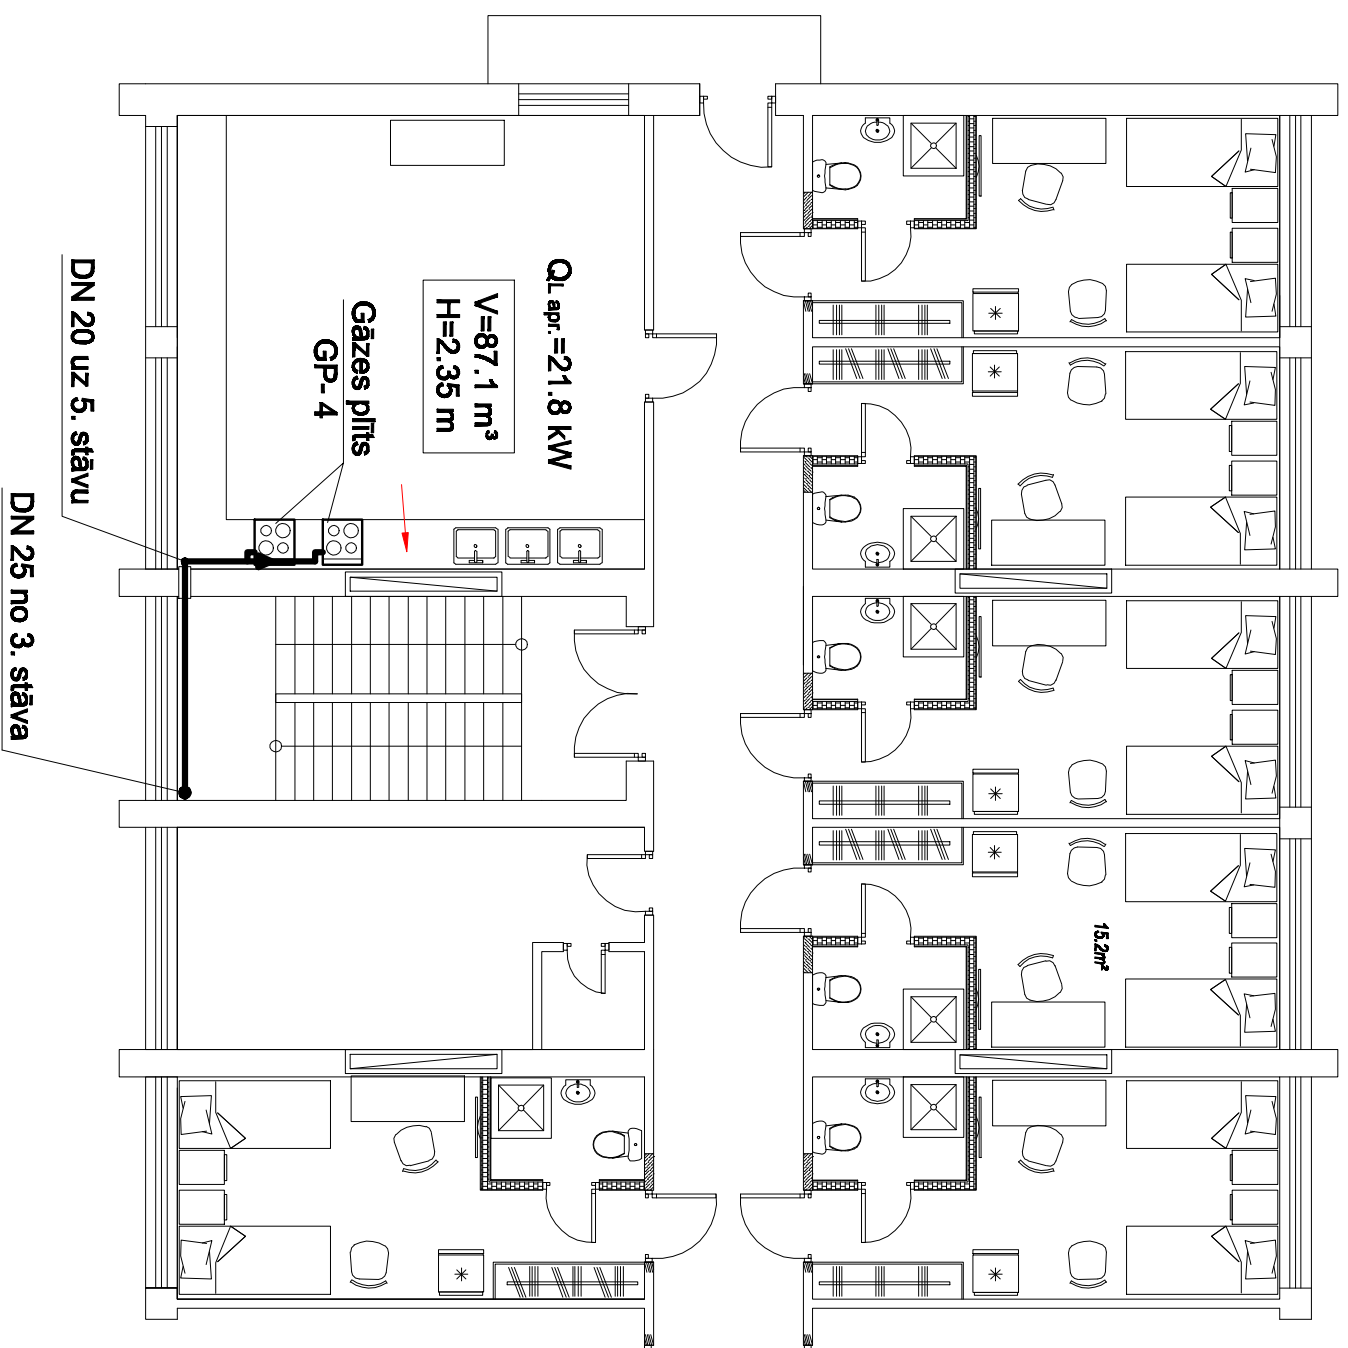 QL apr.=21.8 kW
V=87.1 m³
H=2.35 m
Gāzes plīts
GP- 4
DN 20 uz 5. stāvu
DN 25 no 3. stāva
15.2m²